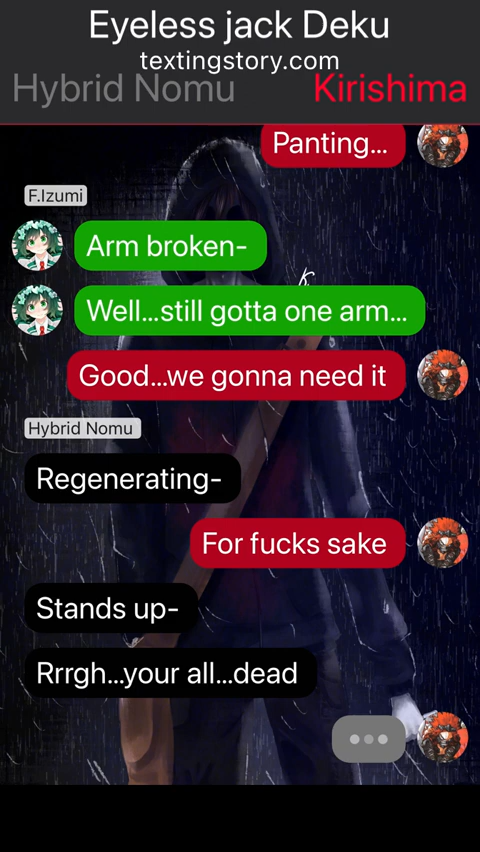 Eyeless jack Deku
textingstory.com
Hybrid Nomu
Kirishima
Panting...
F.Izumi
Arm broken-
Well...still gotta one arm...
Good...we gonna need it
Hybrid Nomu
Regenerating-
For fucks sake
Stands up-
Rrrgh...your all...dead